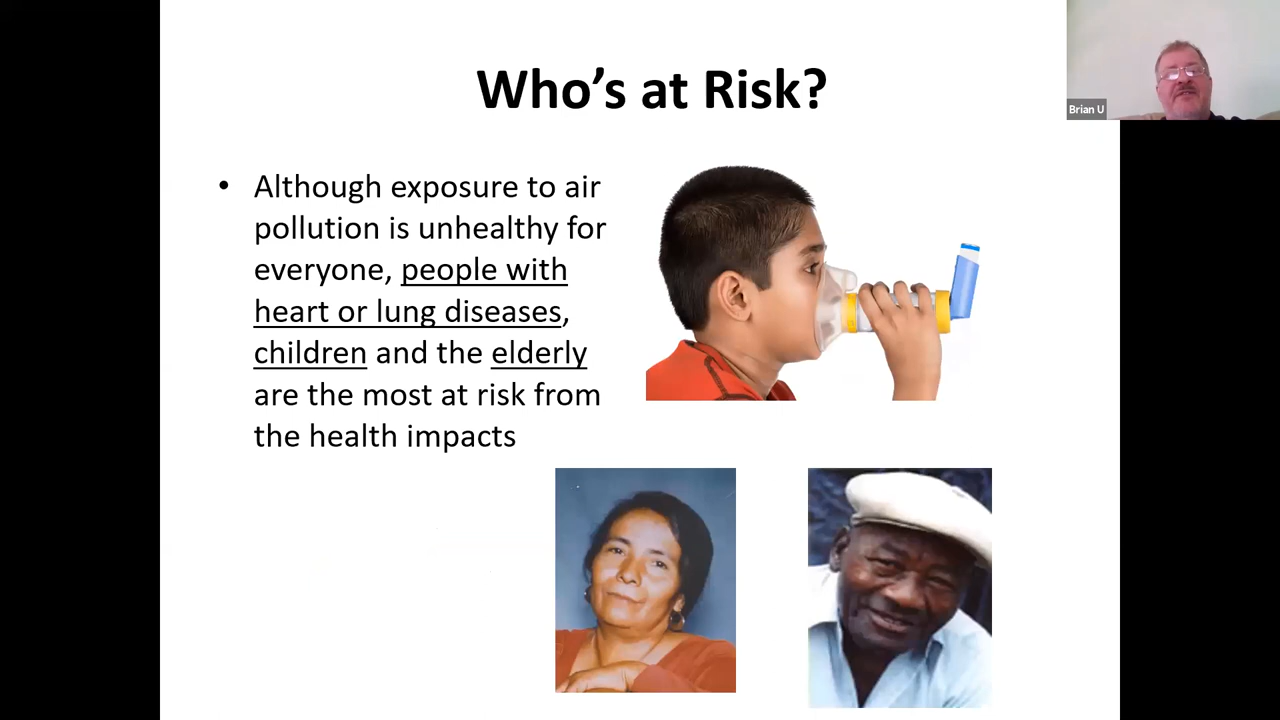 Who's at Risk?
Brian U
• Although exposure to air
pollution is unhealthy for
everyone, people with
heart or lung diseases,
children and the elderly
are the most at risk from
the health impacts